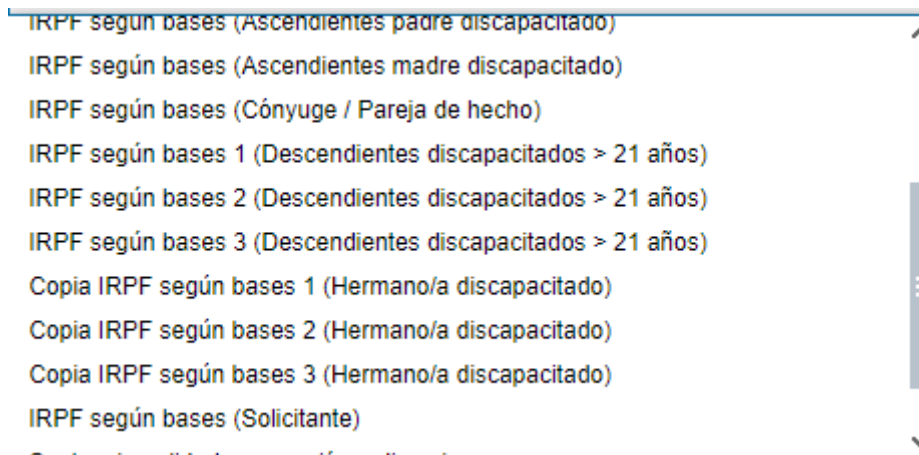 IRPF según bases (Ascendientes padre discapacitado)
IRPF según bases (Ascendientes madre discapacitado)
IRPF según bases (Cónyuge / Pareja de hecho)
IRPF según bases 1 (Descendientes discapacitados > 21 años)
IRPF según bases 2 (Descendientes discapacitados > 21 años)
IRPF según bases 3 (Descendientes discapacitados > 21 años)
Copia IRPF según bases 1 (Hermano/a discapacitado)
Copia IRPF según bases 2 (Hermano/a discapacitado)
Copia IRPF según bases 3 (Hermano/a discapacitado)
IRPF según bases (Solicitante)